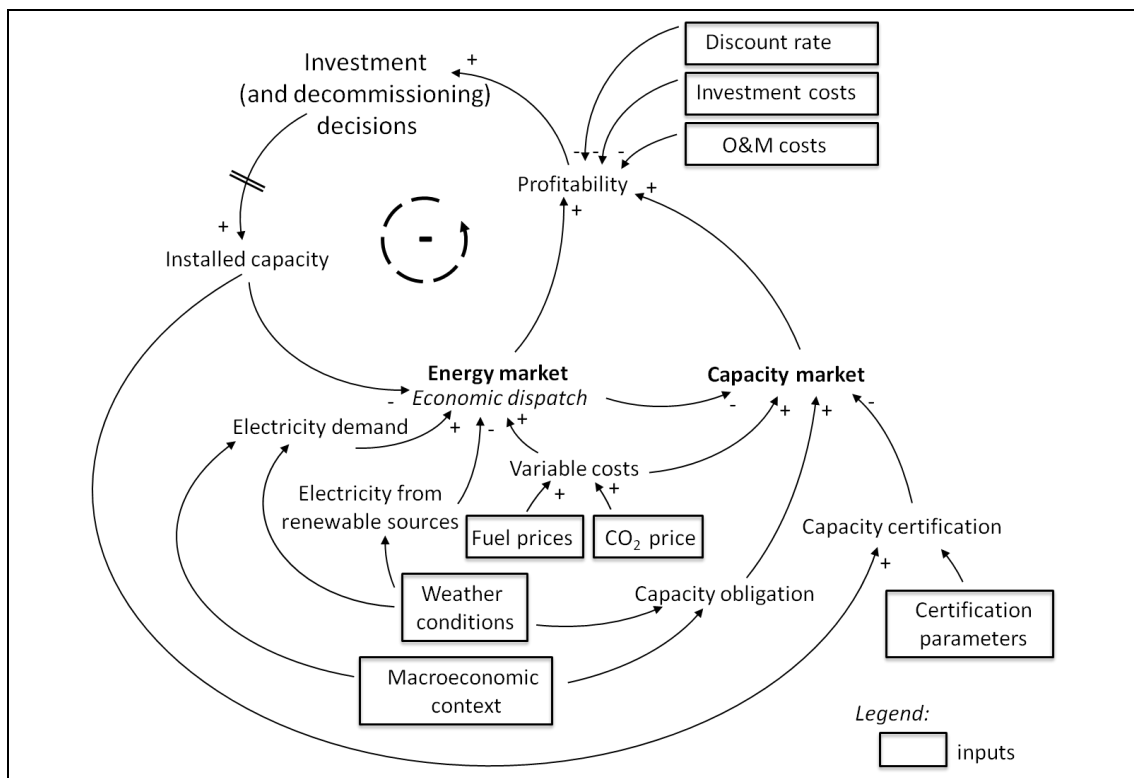 Discount rate
Investment costs
O&M costs
Investment
(and decommissioning)
decisions
+
- - -
Profitability
+
+
+
-
Installed capacity
Energy market
Economic dispatch
Capacity market
-
+
-
+
-
+
+
-
Electricity demand
Variable costs
+
+
Electricity from
renewable sources
Fuel prices
CO₂ price
Capacity certification
+
Weather
conditions
Capacity obligation
Certification
parameters
Macroeconomic
context
Legend:
inputs